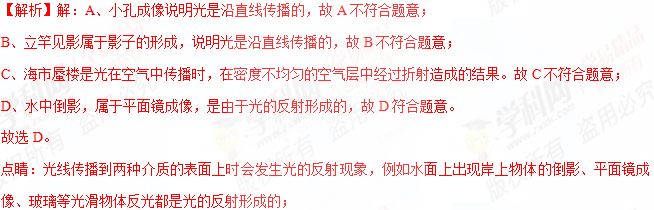 【解析】解：A、小孔成像说明光是沿直线传播的，故 A 不符合题意；
B、立竿见影属于影子的形成，说明光是沿直线传播的，故 B 不符合题意；
C、海市蜃楼是光在空气中传播时，在密度不均匀的空气层中经过折射造成的结果。故 C 不符合题意；
D、水中倒影，属于平面镜成像，是由于光的反射形成的，故 D 符合题意。
故选 D。
点睛：光线传播到两种介质的表面上时会发生光的反射现象，例如水面上出现岸上物体的倒影、平面镜成
像、玻璃等光滑物体反光都是光的反射形成的；